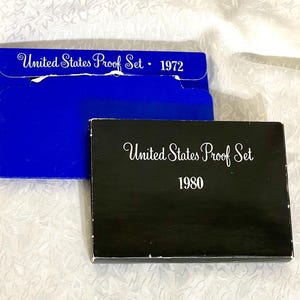 United States Proof Set • 1972
United States Proof Set
1980